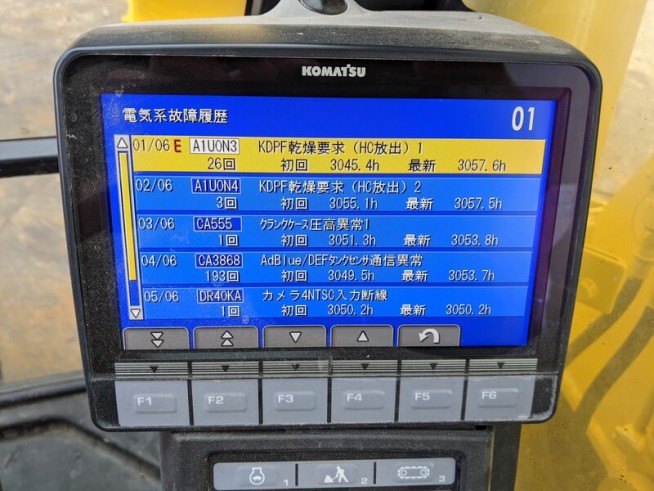 KOMATSU
電気系故障履歴 01
01/06 E A1U0N3 KDPF乾燥要求（HC放出）1
26回 初回 3045.4h 最新 3057.6h
02/06 A1U0N4 KDPF乾燥要求（HC放出）2
3回 初回 3055.1h 最新 3057.5h
03/06 CA555 クランクケース圧高異常1
1回 初回 3051.3h 最新 3053.8h
04/06 CA3868 AdBlue/DEFタンクセンサ通信異常
193回 初回 3049.5h 最新 3053.7h
05/06 DR40KA カメラ4NTSC入力断線
1回 初回 3050.2h 最新 3050.2h
F1 F2 F3 F4 F5 F6
1 2 3